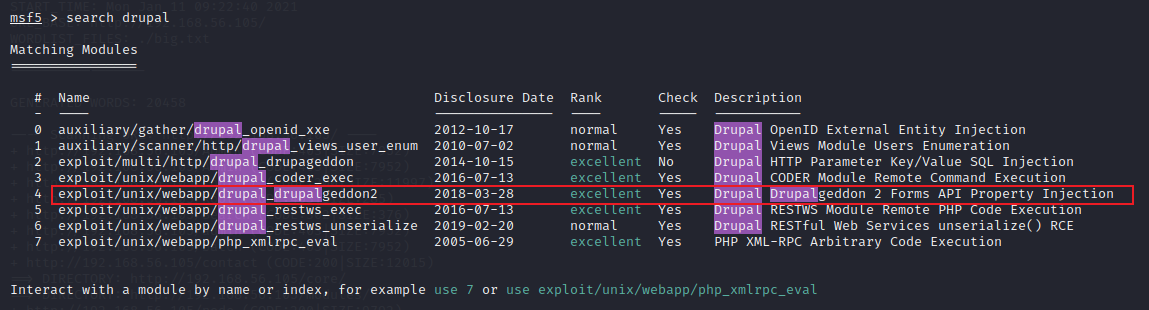 msf5 > search drupal
Matching Modules
================
# Name Disclosure Date Rank Check Description
- ---- --------------- ---- ----- -----------
0 auxiliary/gather/drupal_openid_xxe 2012-10-17 normal Yes Drupal OpenID External Entity Injection
1 auxiliary/scanner/http/drupal_views_user_enum 2010-07-02 normal Yes Drupal Views Module Users Enumeration
2 exploit/multi/http/drupal_drupageddon 2014-10-15 excellent No Drupal HTTP Parameter Key/Value SQL Injection
3 exploit/unix/webapp/drupal_coder_exec 2016-07-13 excellent Yes Drupal CODER Module Remote Command Execution
4 exploit/unix/webapp/drupal_drupalgeddon2 2018-03-28 excellent Yes Drupal Drupalgeddon 2 Forms API Property Injection
5 exploit/unix/webapp/drupal_restws_exec 2016-07-13 excellent Yes Drupal RESTWS Module Remote PHP Code Execution
6 exploit/unix/webapp/drupal_restws_unserialize 2019-02-20 normal Yes Drupal RESTful Web Services unserialize() RCE
7 exploit/unix/webapp/php_xmlrpc_eval 2005-06-29 excellent Yes PHP XML-RPC Arbitrary Code Execution
Interact with a module by name or index, for example use 7 or use exploit/unix/webapp/php_xmlrpc_eval